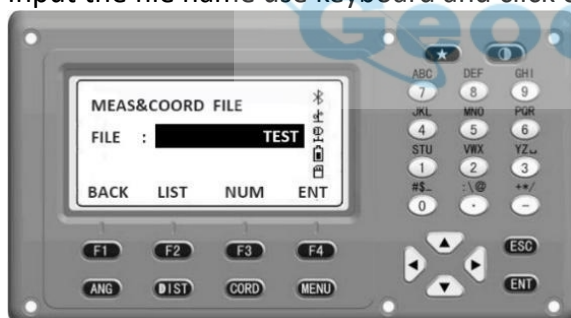 input the file name use keyboard and click
Geo
MEAS&COORD FILE
FILE : TEST
BACK LIST NUM ENT
F1 F2 F3 F4
ANG DIST CORD MENU
★
ABC DEF GHI
7 8 9
JKL MNO PQR
4 5 6
STU VWX YZ␣
1 2 3
#$_ :\@ +*/
0 . -
ESC
ENT